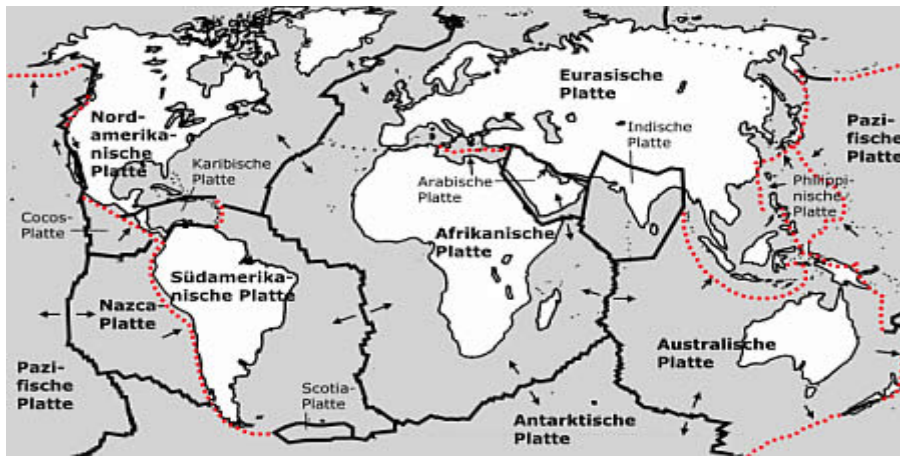 Eurasische
Platte
Nord-
amerika-
nische
Platte
Pazi-
fische
Platte
Indische
Platte
Karibische
Platte
Arabische
Platte
Philippi-
nische
Platte
Cocos-
Platte
Afrikanische
Platte
Südamerika-
nische Platte
Nazca-
Platte
Australische
Platte
Pazi-
fische
Platte
Scotia-
Platte
Antarktische
Platte